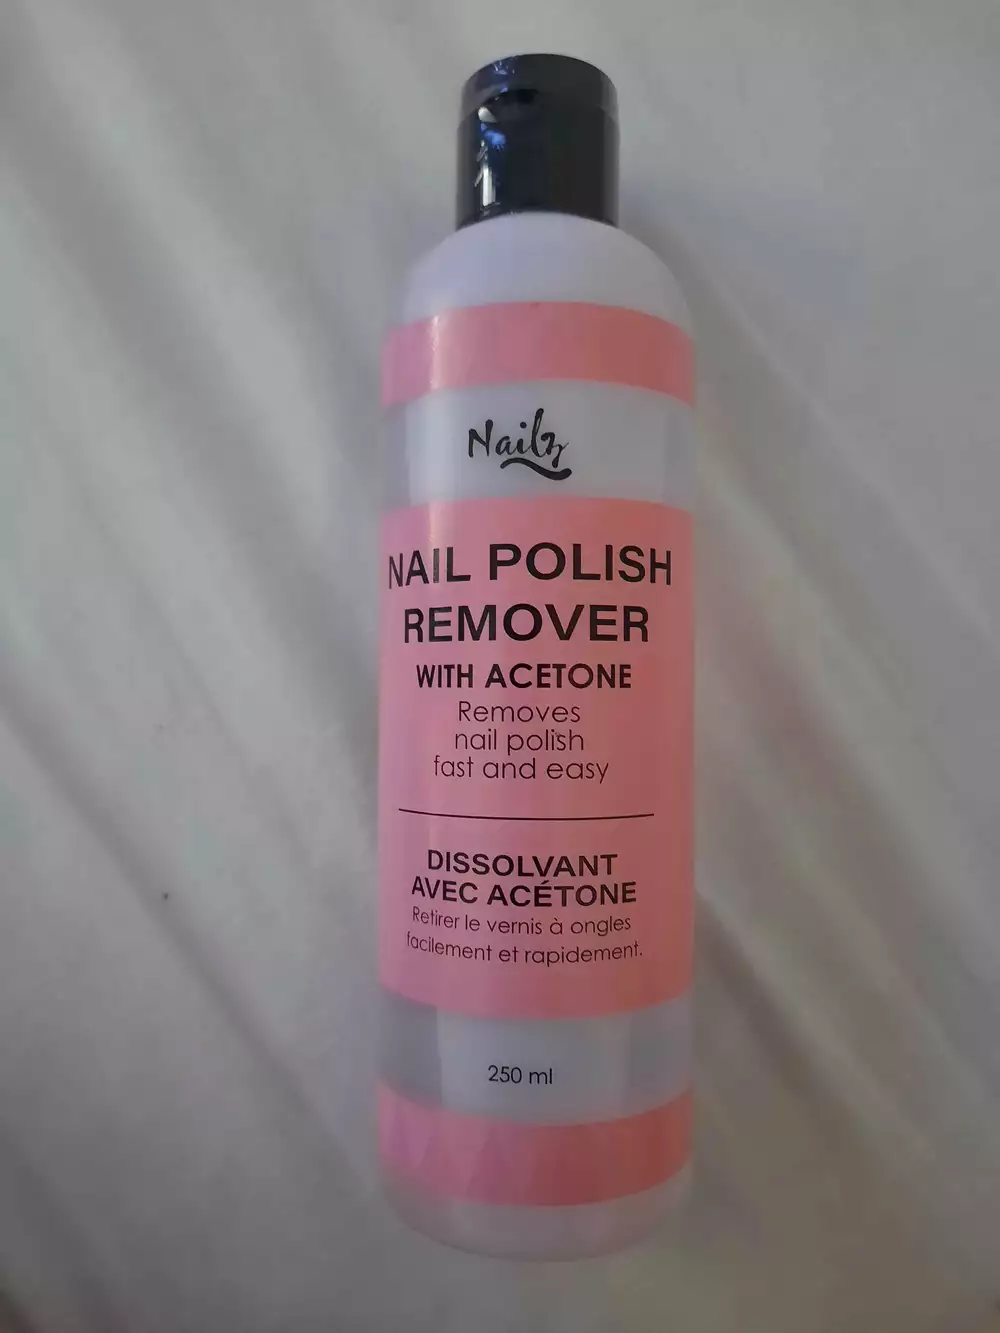 Nailz
NAIL POLISH
REMOVER
WITH ACETONE
Removes
nail polish
fast and easy
DISSOLVANT
AVEC ACÉTONE
Retirer le vernis à ongles
facilement et rapidement.
250 ml